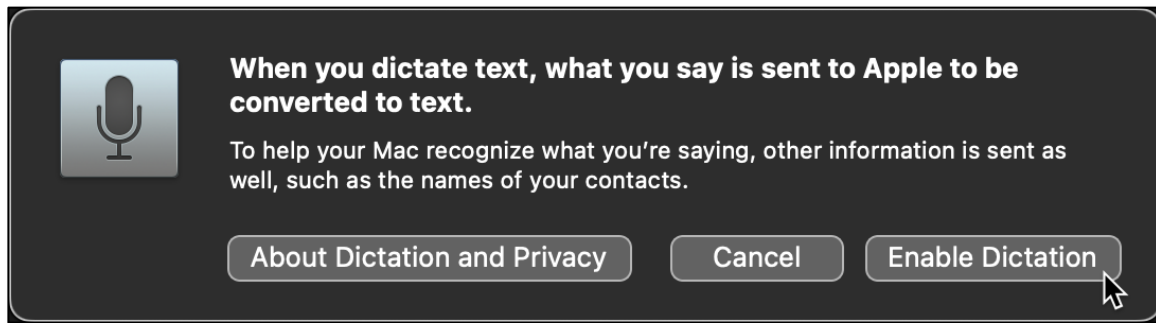 When you dictate text, what you say is sent to Apple to be
converted to text.
To help your Mac recognize what you’re saying, other information is sent as
well, such as the names of your contacts.
About Dictation and Privacy
Cancel
Enable Dictation